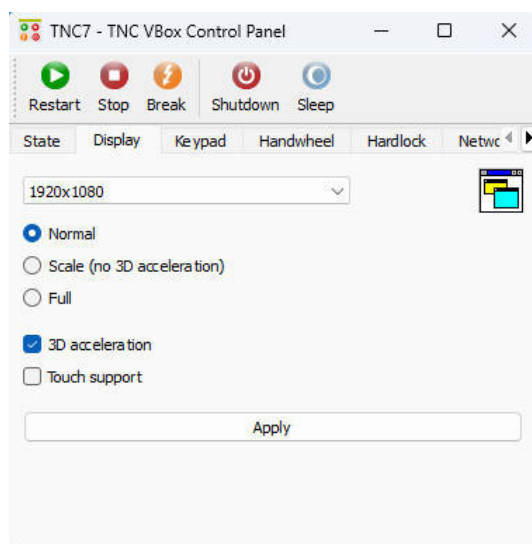 TNC7 - TNC VBox Control Panel
Restart Stop Break Shutdown Sleep
State Display Keypad Handwheel Hardlock Netwc
1920x1080
Normal
Scale (no 3D acceleration)
Full
3D acceleration
Touch support
Apply